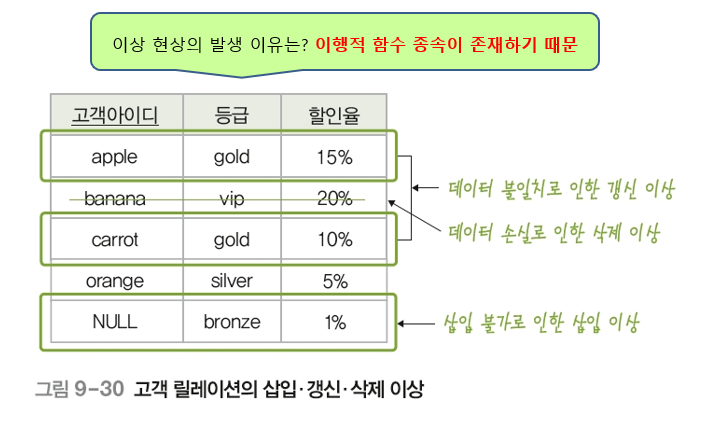 이상 현상의 발생 이유는? 이행적 함수 종속이 존재하기 때문
고객아이디 등급 할인율
apple gold 15%
banana vip 20%
carrot gold 10%
orange silver 5%
NULL bronze 1%
데이터 불일치로 인한 갱신 이상
데이터 손실로 인한 삭제 이상
삽입 불가로 인한 삽입 이상
그림 9-30 고객 릴레이션의 삽입·갱신·삭제 이상